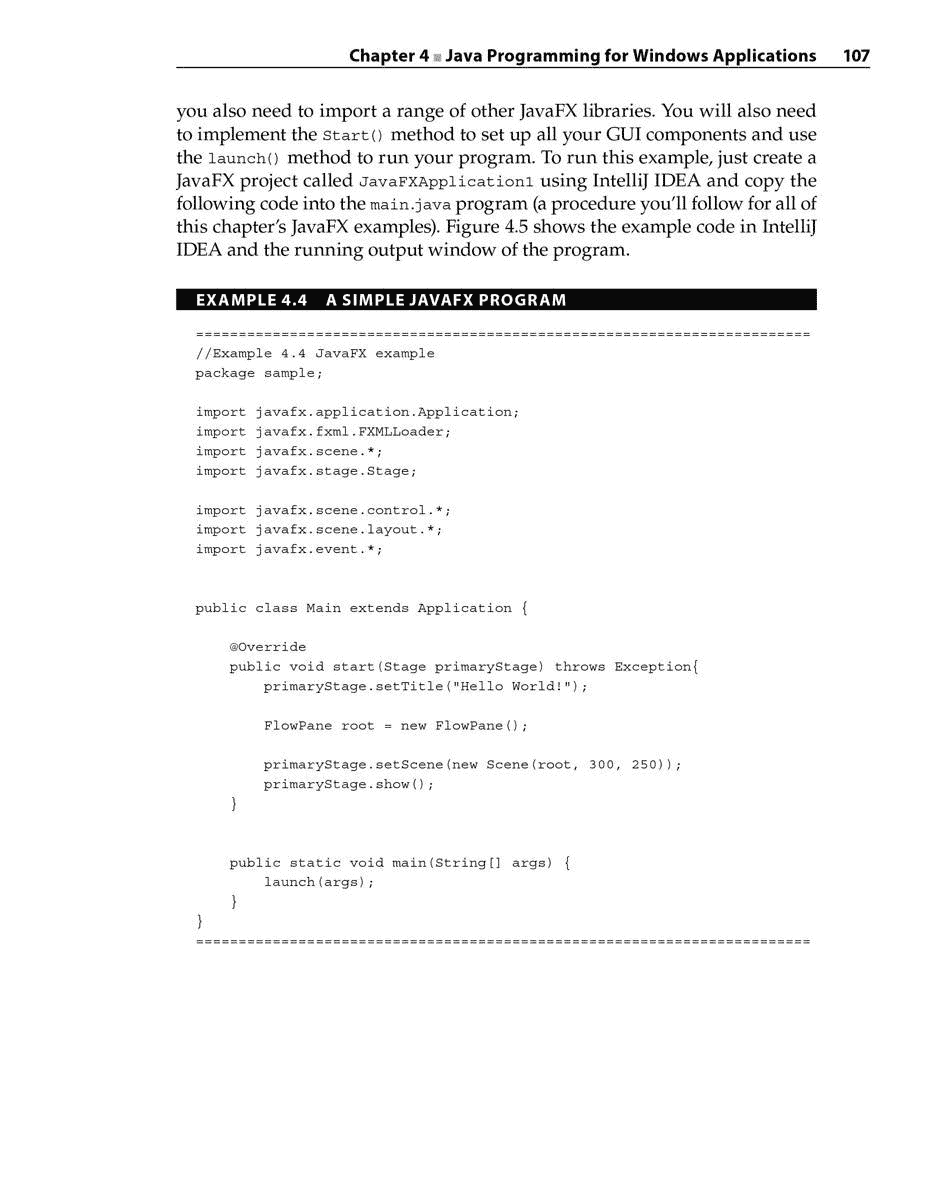 Chapter 4 ■ Java Programming for Windows Applications 107
you also need to import a range of other JavaFX libraries. You will also need
to implement the Start() method to set up all your GUI components and use
the launch() method to run your program. To run this example, just create a
JavaFX project called JavaFXApplication1 using IntelliJ IDEA and copy the
following code into the main.java program (a procedure you'll follow for all of
this chapter's JavaFX examples). Figure 4.5 shows the example code in IntelliJ
IDEA and the running output window of the program.
EXAMPLE 4.4 A SIMPLE JAVAFX PROGRAM
========================================================================
//Example 4.4 JavaFX example
package sample;
import javafx.application.Application;
import javafx.fxml.FXMLLoader;
import javafx.scene.*;
import javafx.stage.Stage;
import javafx.scene.control.*;
import javafx.scene.layout.*;
import javafx.event.*;
public class Main extends Application {
@Override
public void start(Stage primaryStage) throws Exception{
primaryStage.setTitle("Hello World!");
FlowPane root = new FlowPane();
primaryStage.setScene(new Scene(root, 300, 250));
primaryStage.show();
}
public static void main(String[] args) {
launch(args);
}
}
========================================================================